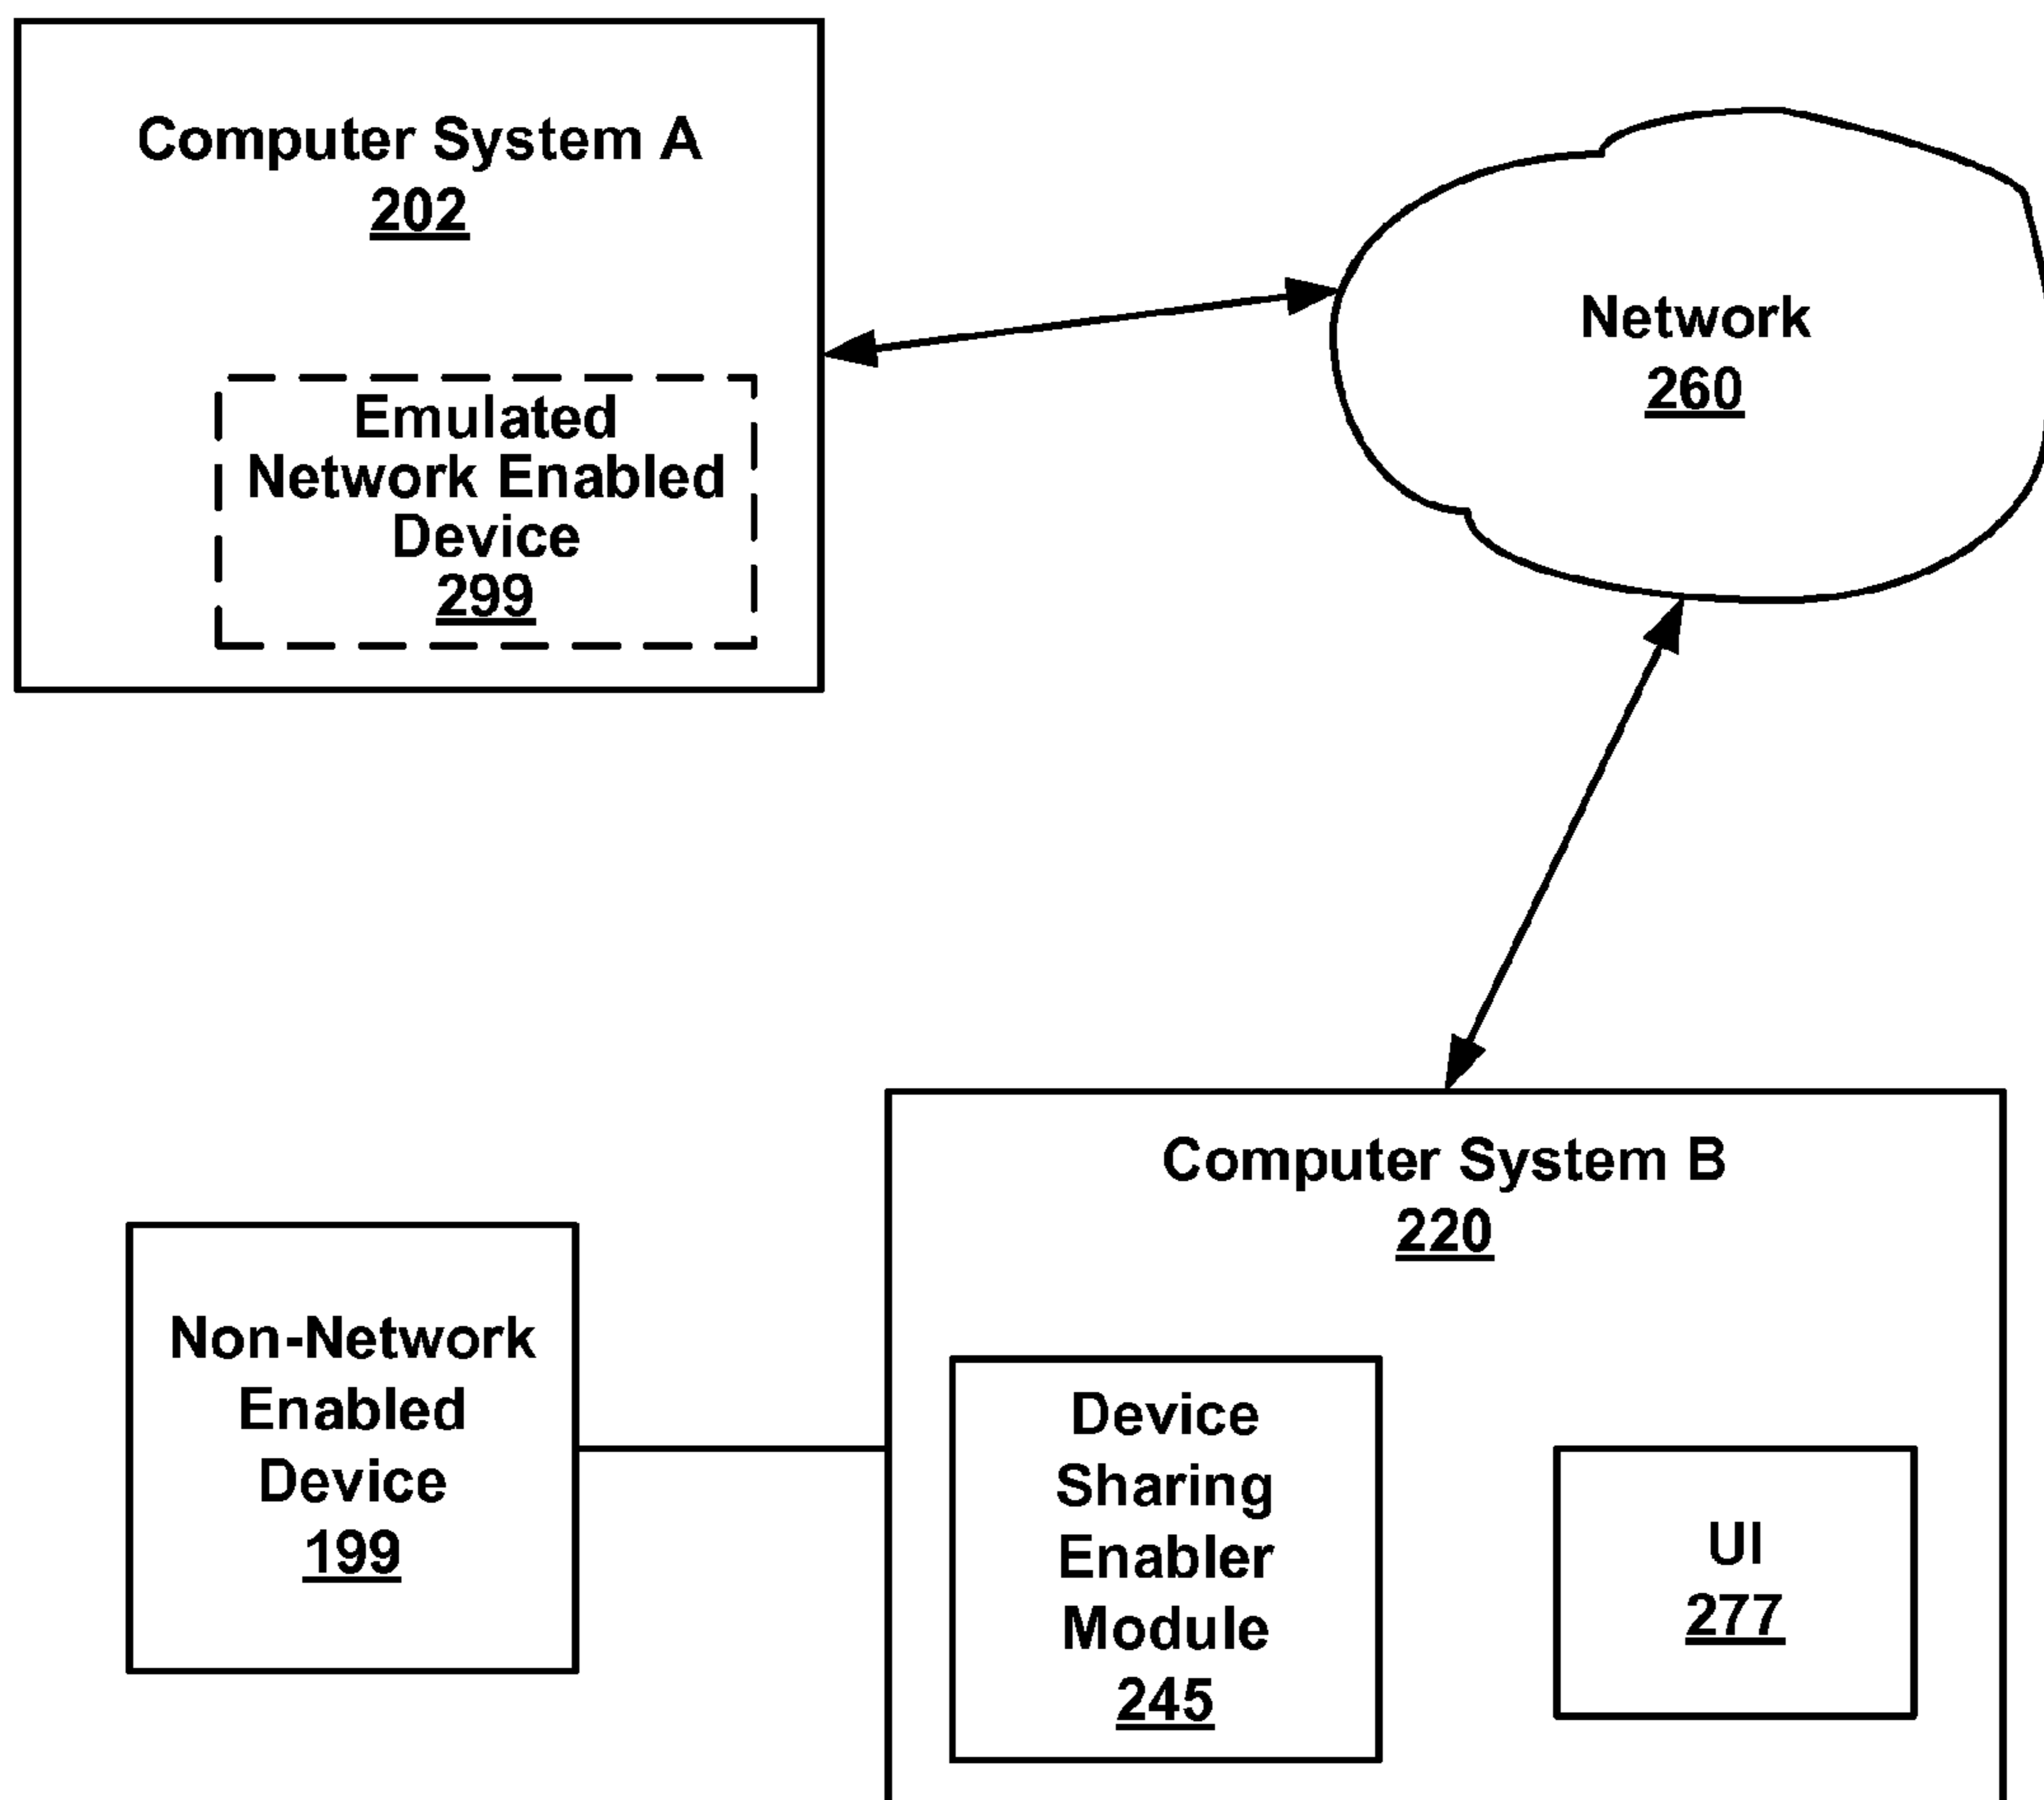 Computer System A
202
Emulated
Network Enabled
Device
299
Network
260
Computer System B
220
Non-Network
Enabled
Device
199
Device
Sharing
Enabler
Module
245
UI
277